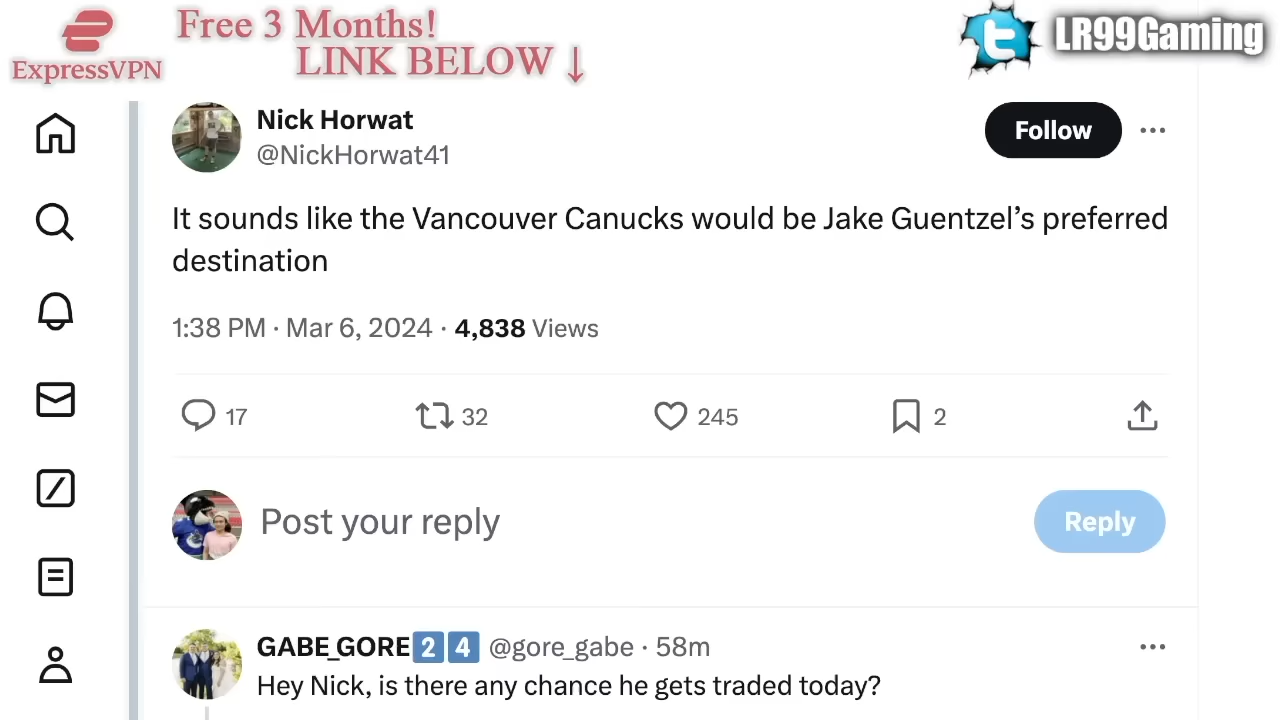 Free 3 Months!
LINK BELOW ↓
ExpressVPN
LR99Gaming
Nick Horwat
@NickHorwat41
Follow
It sounds like the Vancouver Canucks would be Jake Guentzel’s preferred
destination
1:38 PM · Mar 6, 2024 · 4,838 Views
17 32 245 2
Post your reply
Reply
GABE_GORE 2 4 @gore_gabe · 58m
Hey Nick, is there any chance he gets traded today?